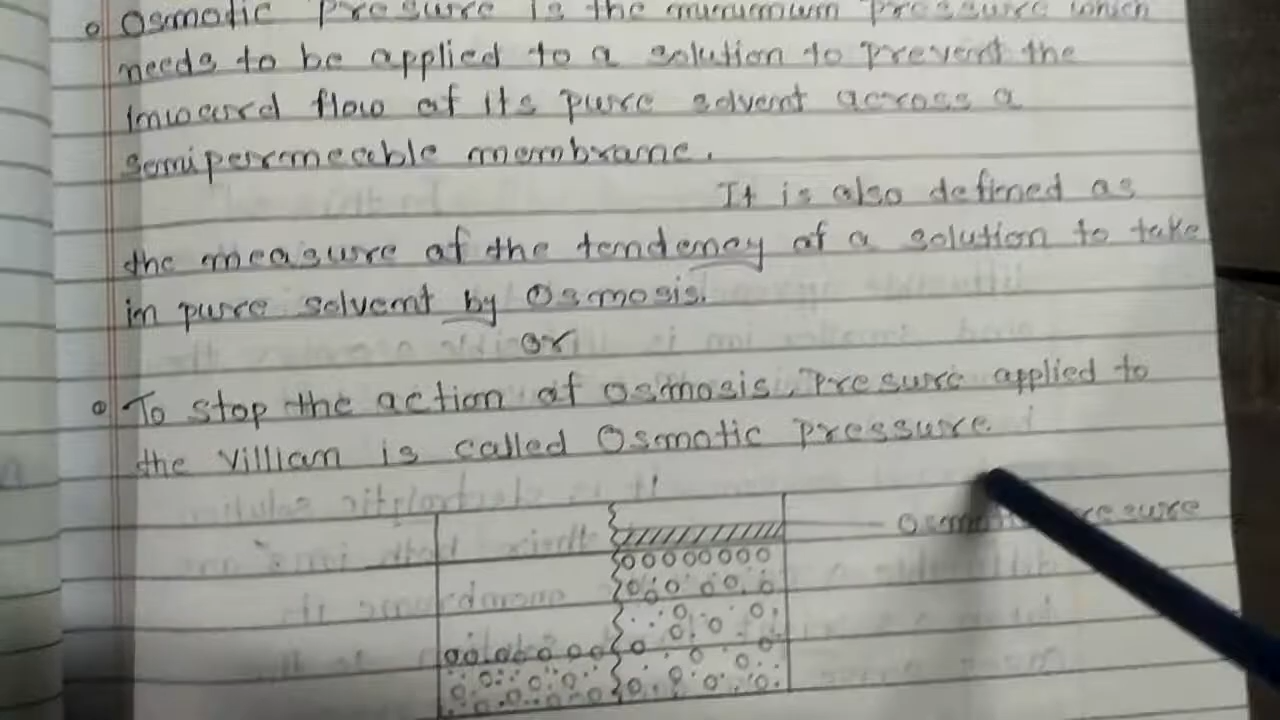 Osmotic Presure is the minimum Pressure which
needs to be applied to a solution to prevent the
inward flow of its pure solvent across a
semipermeable membrane.
It is also defined as
the measure of the tendency of a solution to take
in pure solvent by Osmosis.
or
To stop the action of osmosis, Presure applied to
the Villian is called Osmotic Pressure.